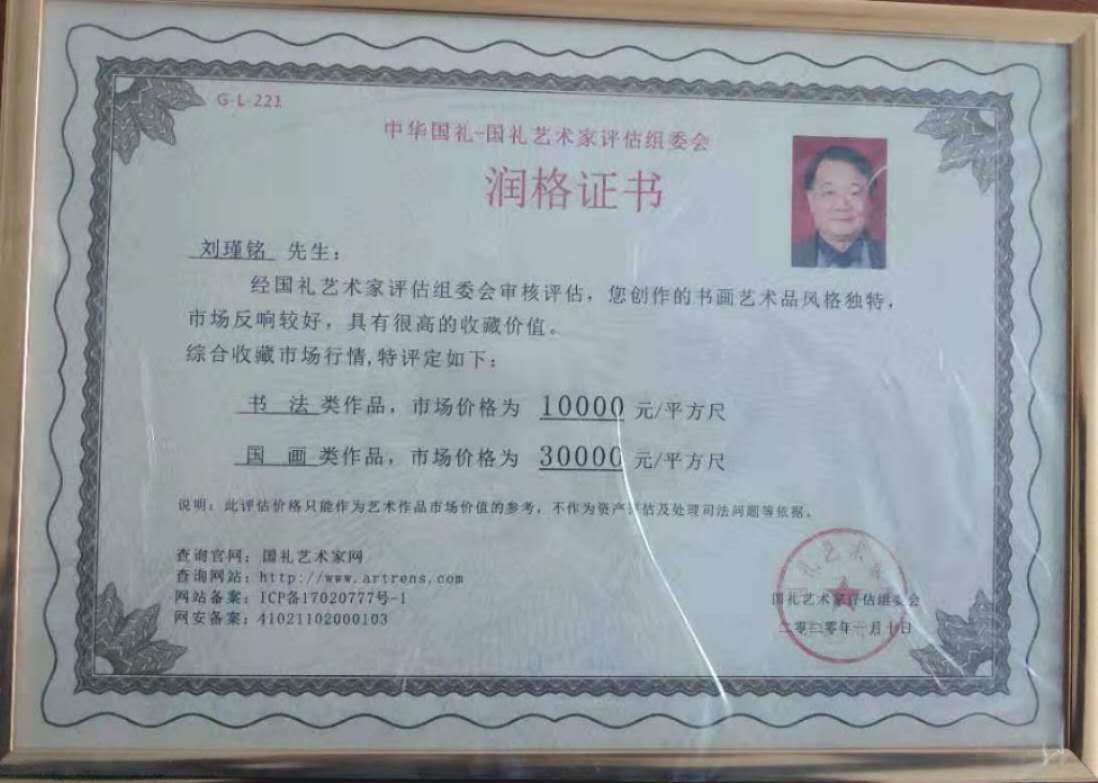 G-L-221
中华国礼-国礼艺术家评估组委会
润格证书
刘瑾铭 先生：
经国礼艺术家评估组委会审核评估，您创作的书画艺术品风格独特，
市场反响较好，具有很高的收藏价值。
综合收藏市场行情,特评定如下：
书 法 类作品，市场价格为 10000 元/平方尺
国 画 类作品，市场价格为 30000 元/平方尺
说明：此评估价格只能作为艺术作品市场价值的参考，不作为资产评估及处理司法问题等依据。
查询官网：国礼艺术家网
查询网站：http://www.artrens.com
网站备案：ICP备17020777号-1
网安备案：41021102000103
礼艺术
国礼艺术家评估组委会
二零二零年一月十日